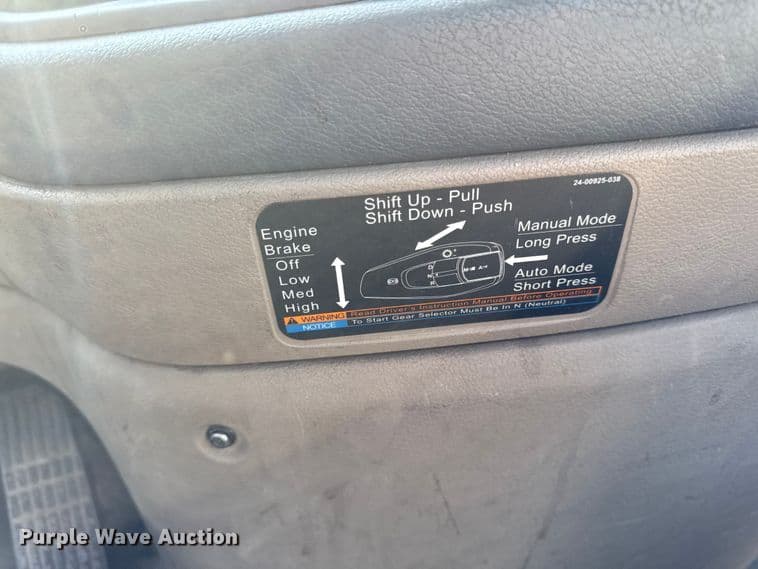 24-00925-038
Shift Up - Pull
Shift Down - Push
Engine
Brake
Off
Low
Med
High
Manual Mode
Long Press
Auto Mode
Short Press
D
N
R
WARNING Read Driver's Instruction Manual Before Operating
NOTICE To Start Gear Selector Must Be In N (Neutral)
Purple Wave Auction